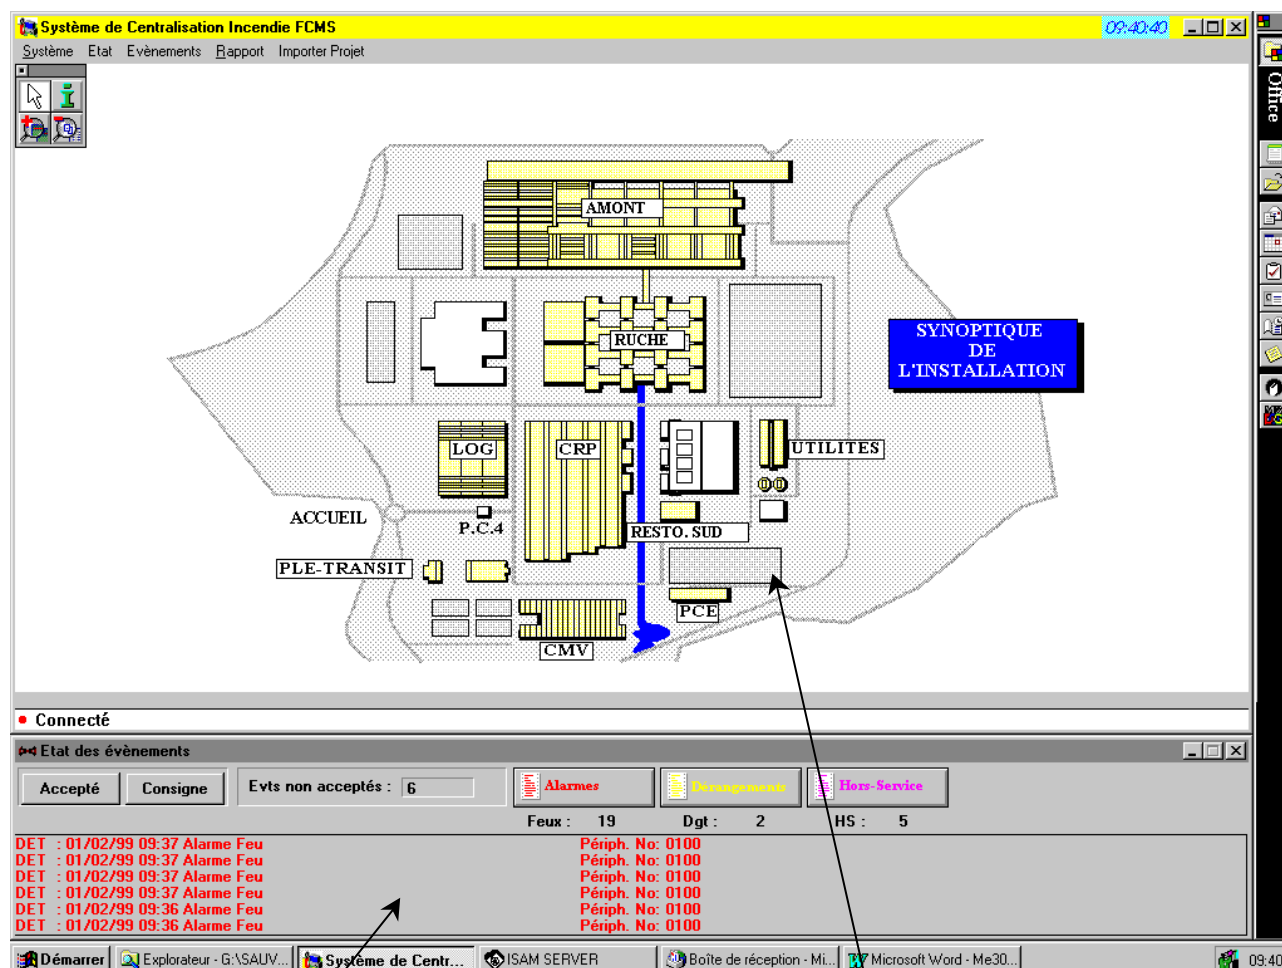 Système de Centralisation Incendie FCMS
09:40:40
Système Etat Evènements Rapport Importer Projet
Office
AMONT
RUCHE
SYNOPTIQUE
DE
L'INSTALLATION
LOG
CRP
UTILITES
ACCUEIL
P.C.4
RESTO. SUD
PLE-TRANSIT
PCE
CMV
Connecté
Etat des évènements
Accepté
Consigne
Evts non acceptés : 6
Alarmes
Dérangements
Hors-Service
Feux : 19
Dgt : 2
HS : 5
DET : 01/02/99 09:37 Alarme Feu Périph. No: 0100
DET : 01/02/99 09:37 Alarme Feu Périph. No: 0100
DET : 01/02/99 09:37 Alarme Feu Périph. No: 0100
DET : 01/02/99 09:37 Alarme Feu Périph. No: 0100
DET : 01/02/99 09:36 Alarme Feu Périph. No: 0100
DET : 01/02/99 09:36 Alarme Feu Périph. No: 0100
Démarrer
Explorateur - G:\SAUV...
Système de Centr...
ISAM SERVER
Boîte de réception - Mi...
Microsoft Word - Me30...
09:40